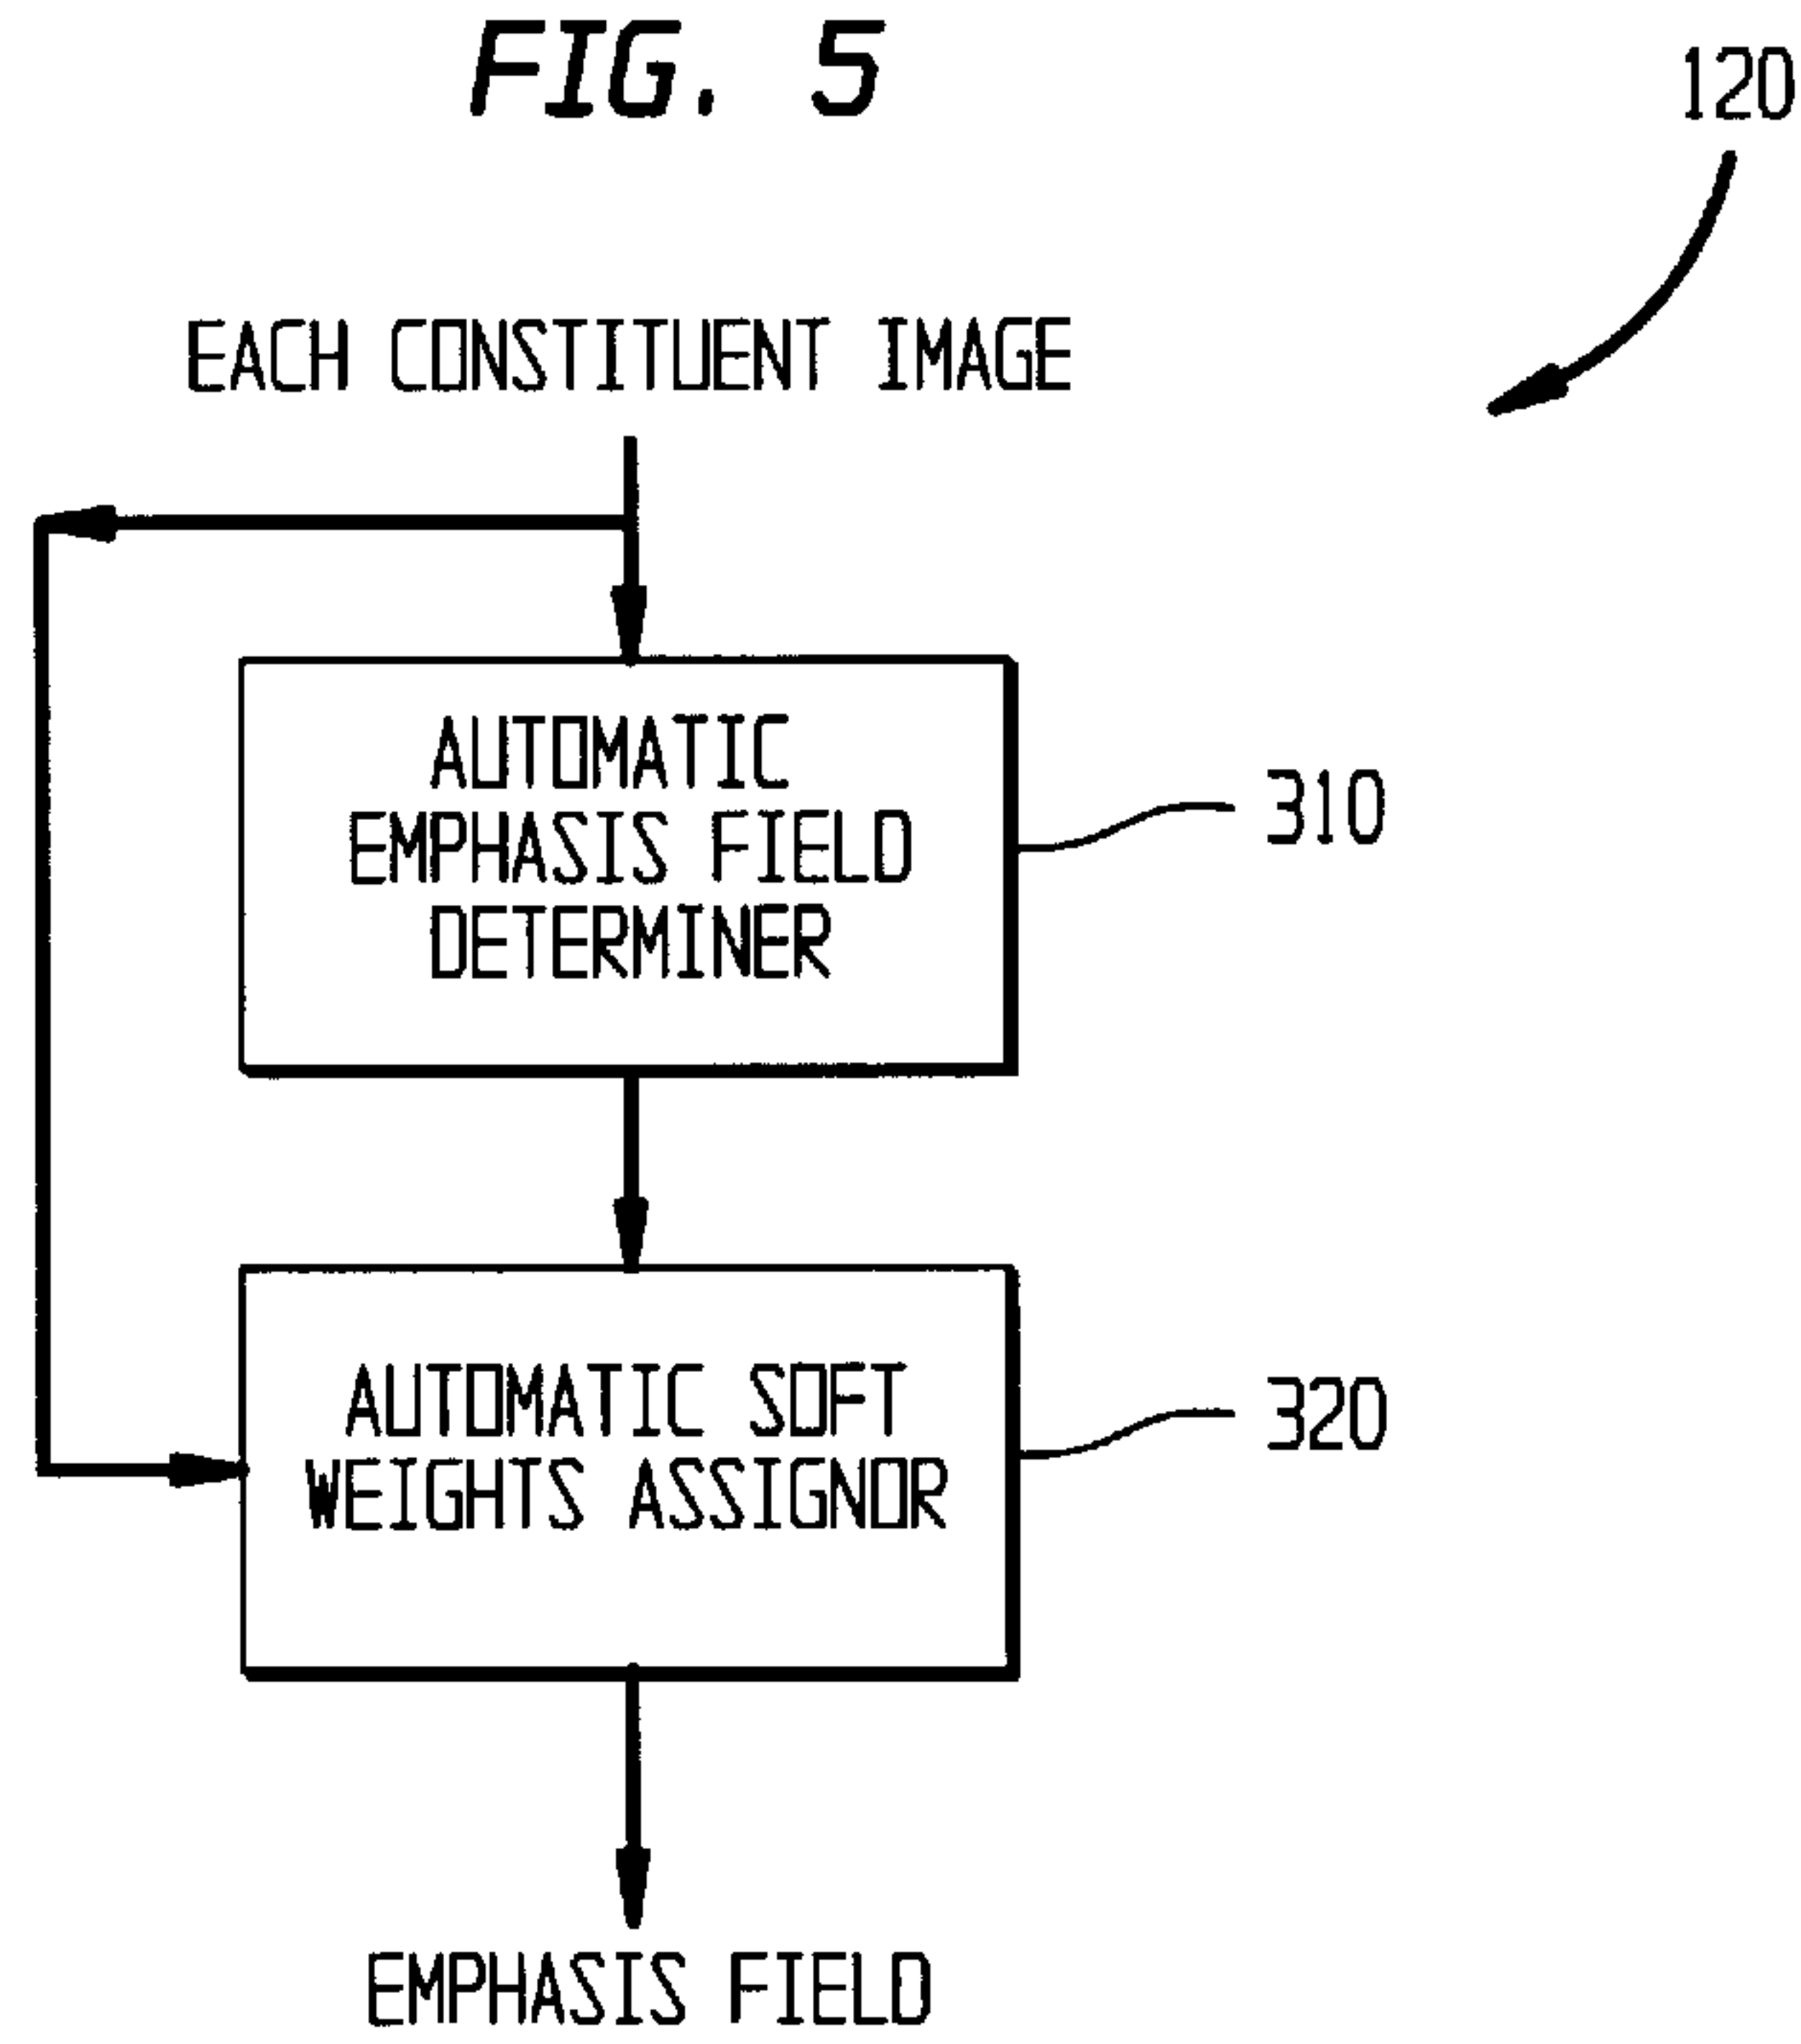 FIG. 5
120
EACH CONSTITUENT IMAGE
AUTOMATIC
EMPHASIS FIELD
DETERMINER
310
AUTOMATIC SOFT
WEIGHTS ASSIGNOR
320
EMPHASIS FIELD